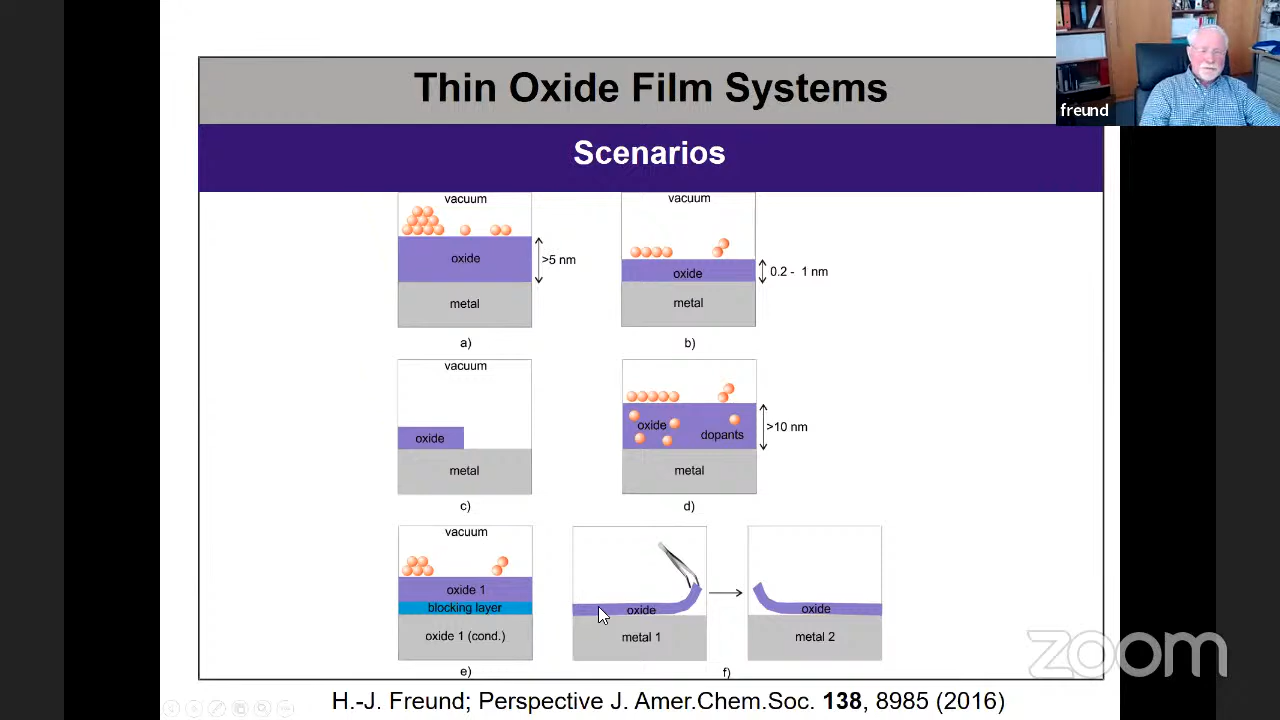 Thin Oxide Film Systems
freund
Scenarios
vacuum
oxide
>5 nm
metal
a)
vacuum
oxide
0.2 - 1 nm
metal
b)
vacuum
oxide
metal
c)
oxide
dopants
>10 nm
metal
d)
vacuum
oxide 1
blocking layer
oxide 1 (cond.)
e)
oxide
metal 1
oxide
metal 2
f)
zoom
H.-J. Freund; Perspective J. Amer.Chem.Soc. 138, 8985 (2016)